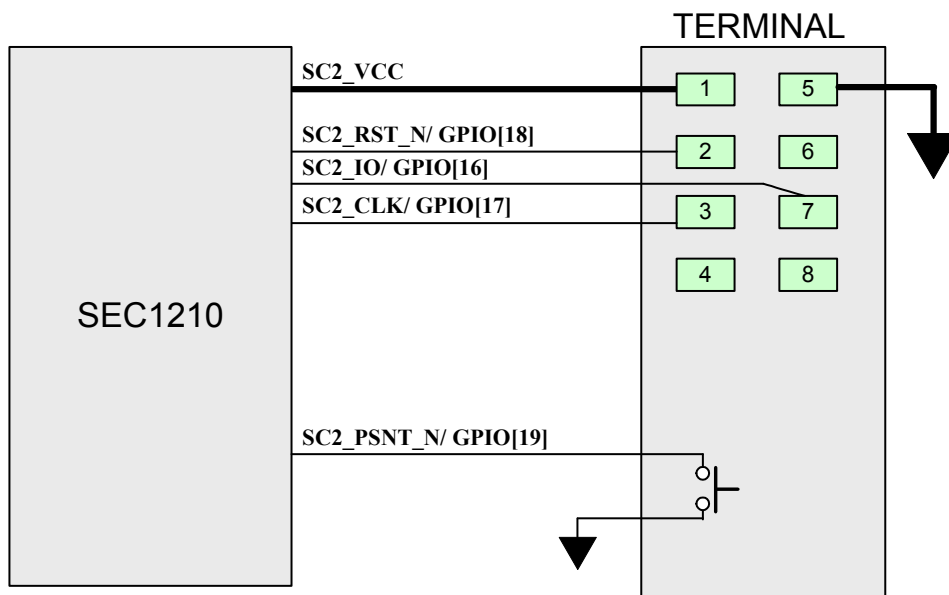 TERMINAL
SC2_VCC
1 5
SC2_RST_N/ GPIO[18]
2 6
SC2_IO/ GPIO[16]
SC2_CLK/ GPIO[17]
3 7
4 8
SEC1210
SC2_PSNT_N/ GPIO[19]